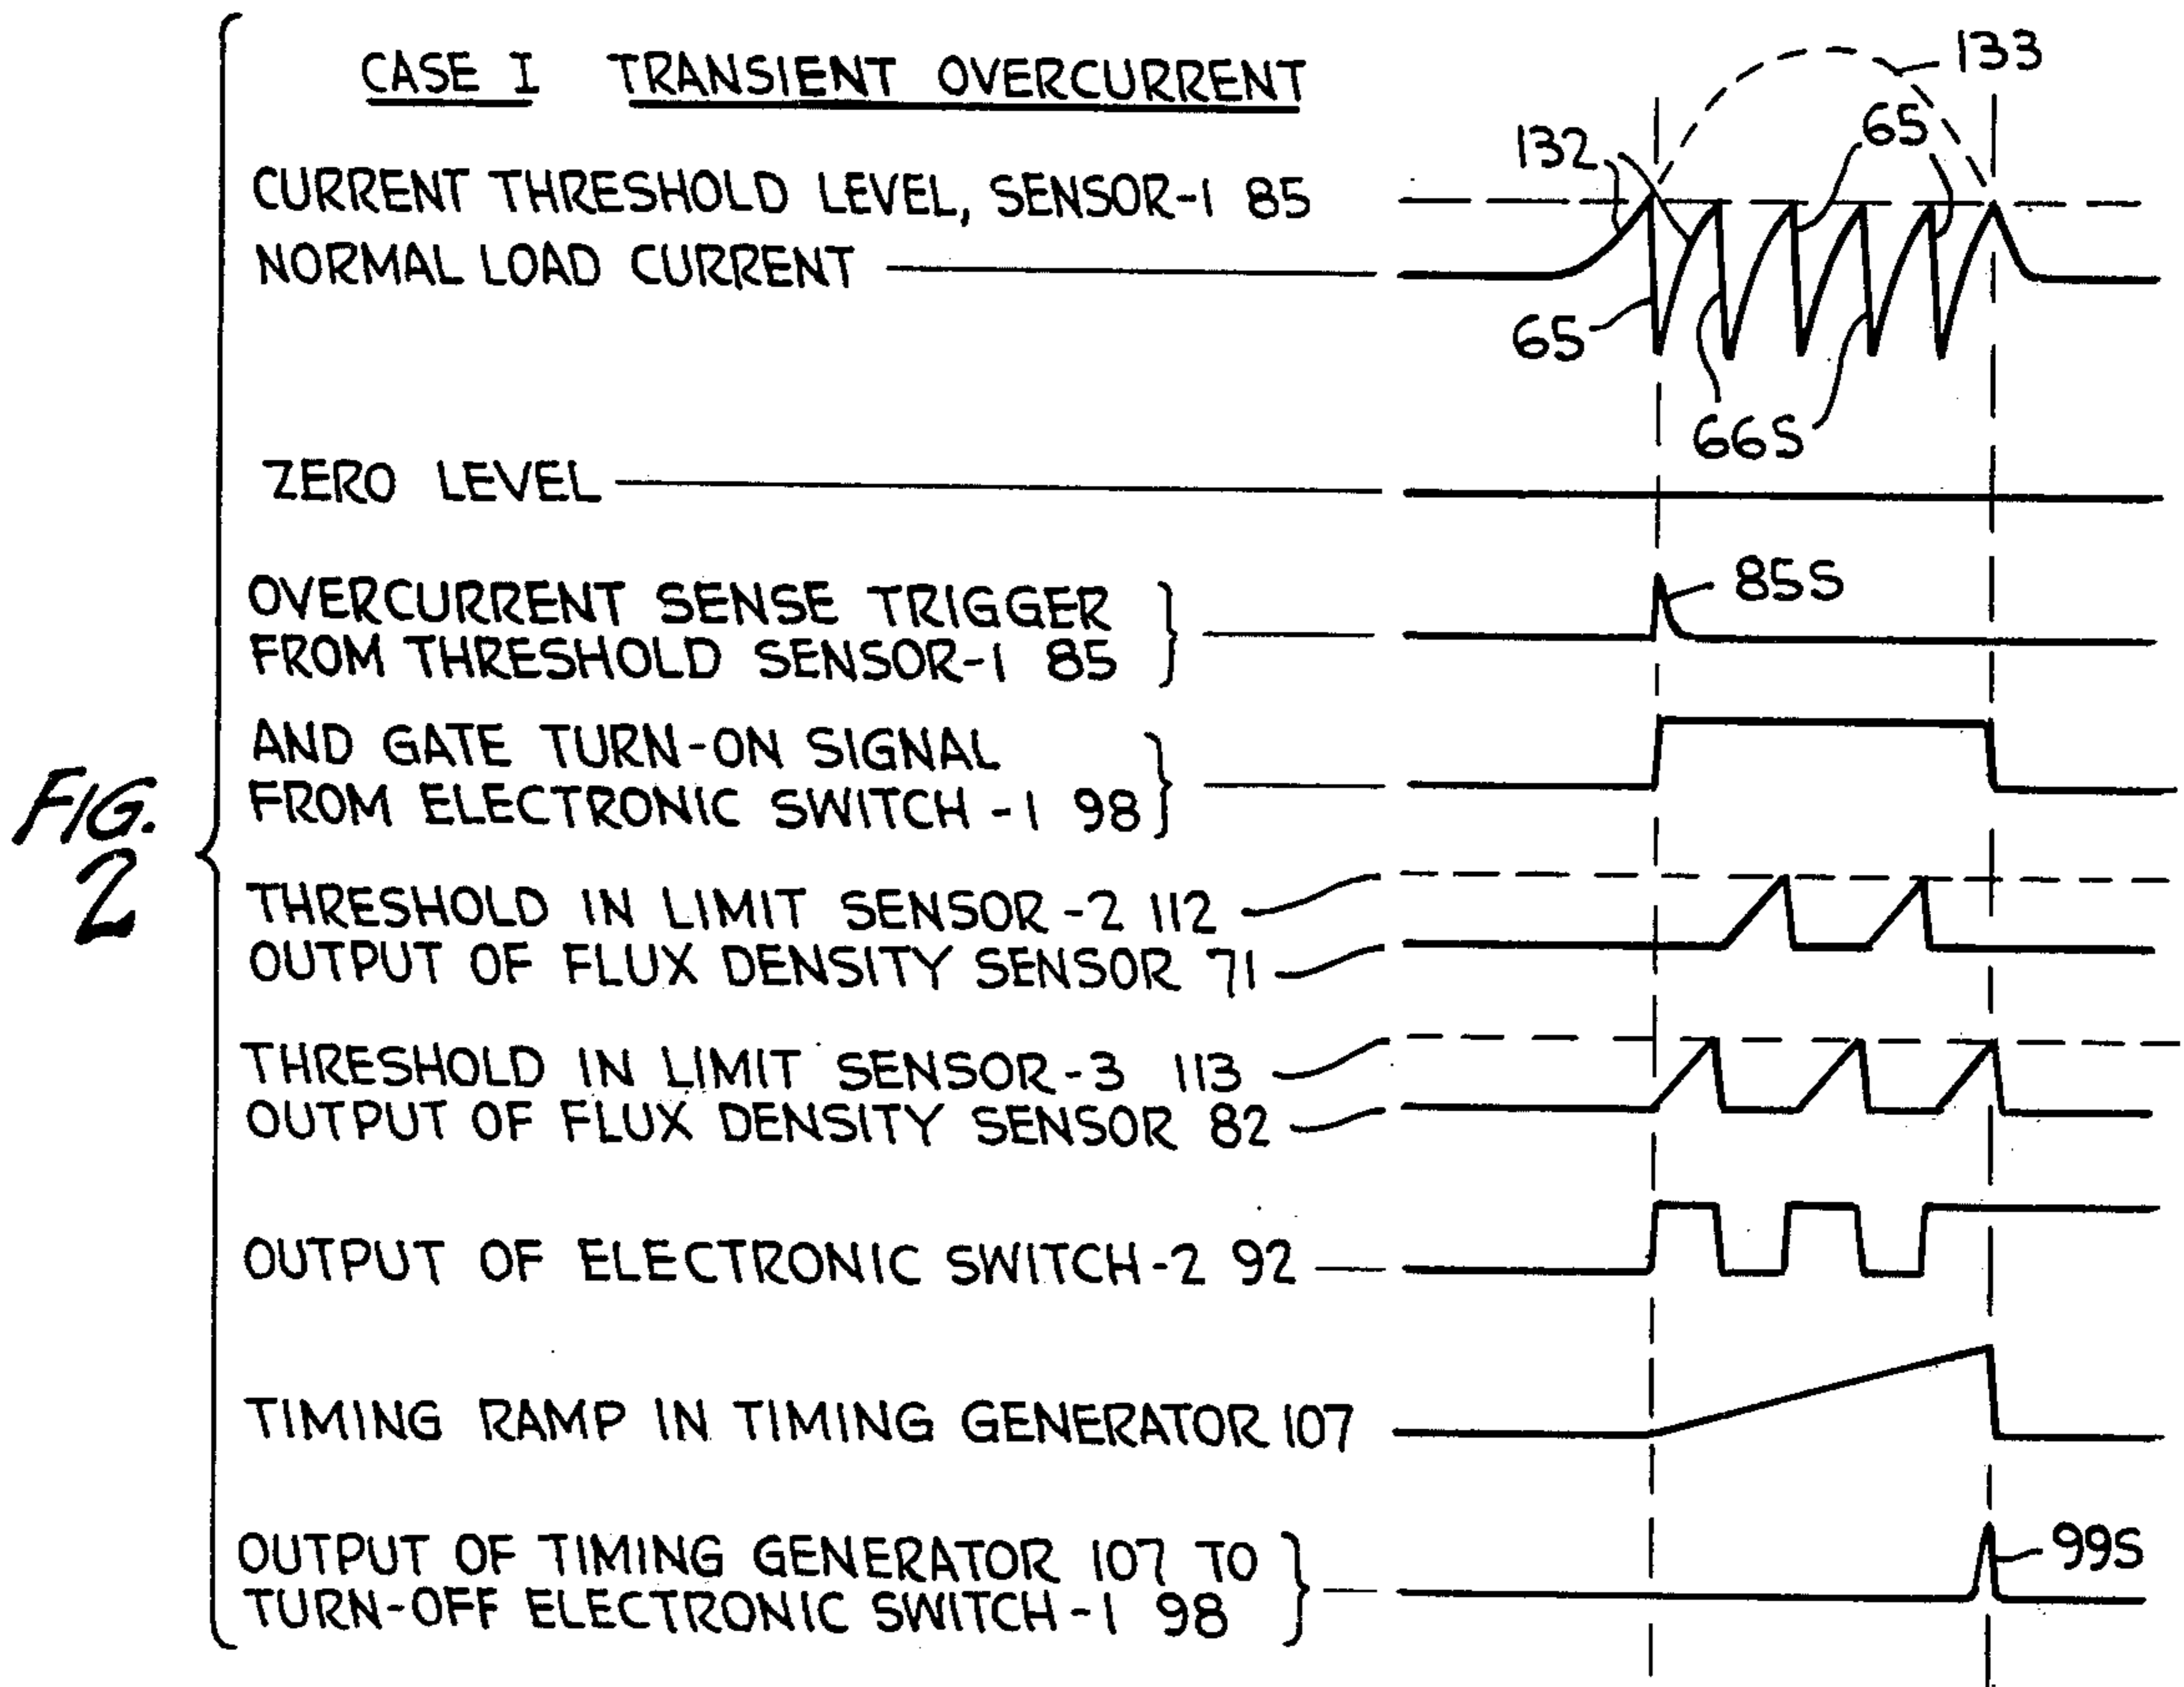 CASE I TRANSIENT OVERCURRENT
133
65
132
CURRENT THRESHOLD LEVEL, SENSOR-1 85
NORMAL LOAD CURRENT
65
66S
ZERO LEVEL
85S
OVERCURRENT SENSE TRIGGER
FROM THRESHOLD SENSOR-1 85
AND GATE TURN-ON SIGNAL
FROM ELECTRONIC SWITCH-1 98
FIG.
2
THRESHOLD IN LIMIT SENSOR-2 112
OUTPUT OF FLUX DENSITY SENSOR 71
THRESHOLD IN LIMIT SENSOR-3 113
OUTPUT OF FLUX DENSITY SENSOR 82
OUTPUT OF ELECTRONIC SWITCH-2 92
TIMING RAMP IN TIMING GENERATOR 107
OUTPUT OF TIMING GENERATOR 107 TO
TURN-OFF ELECTRONIC SWITCH-1 98
99S